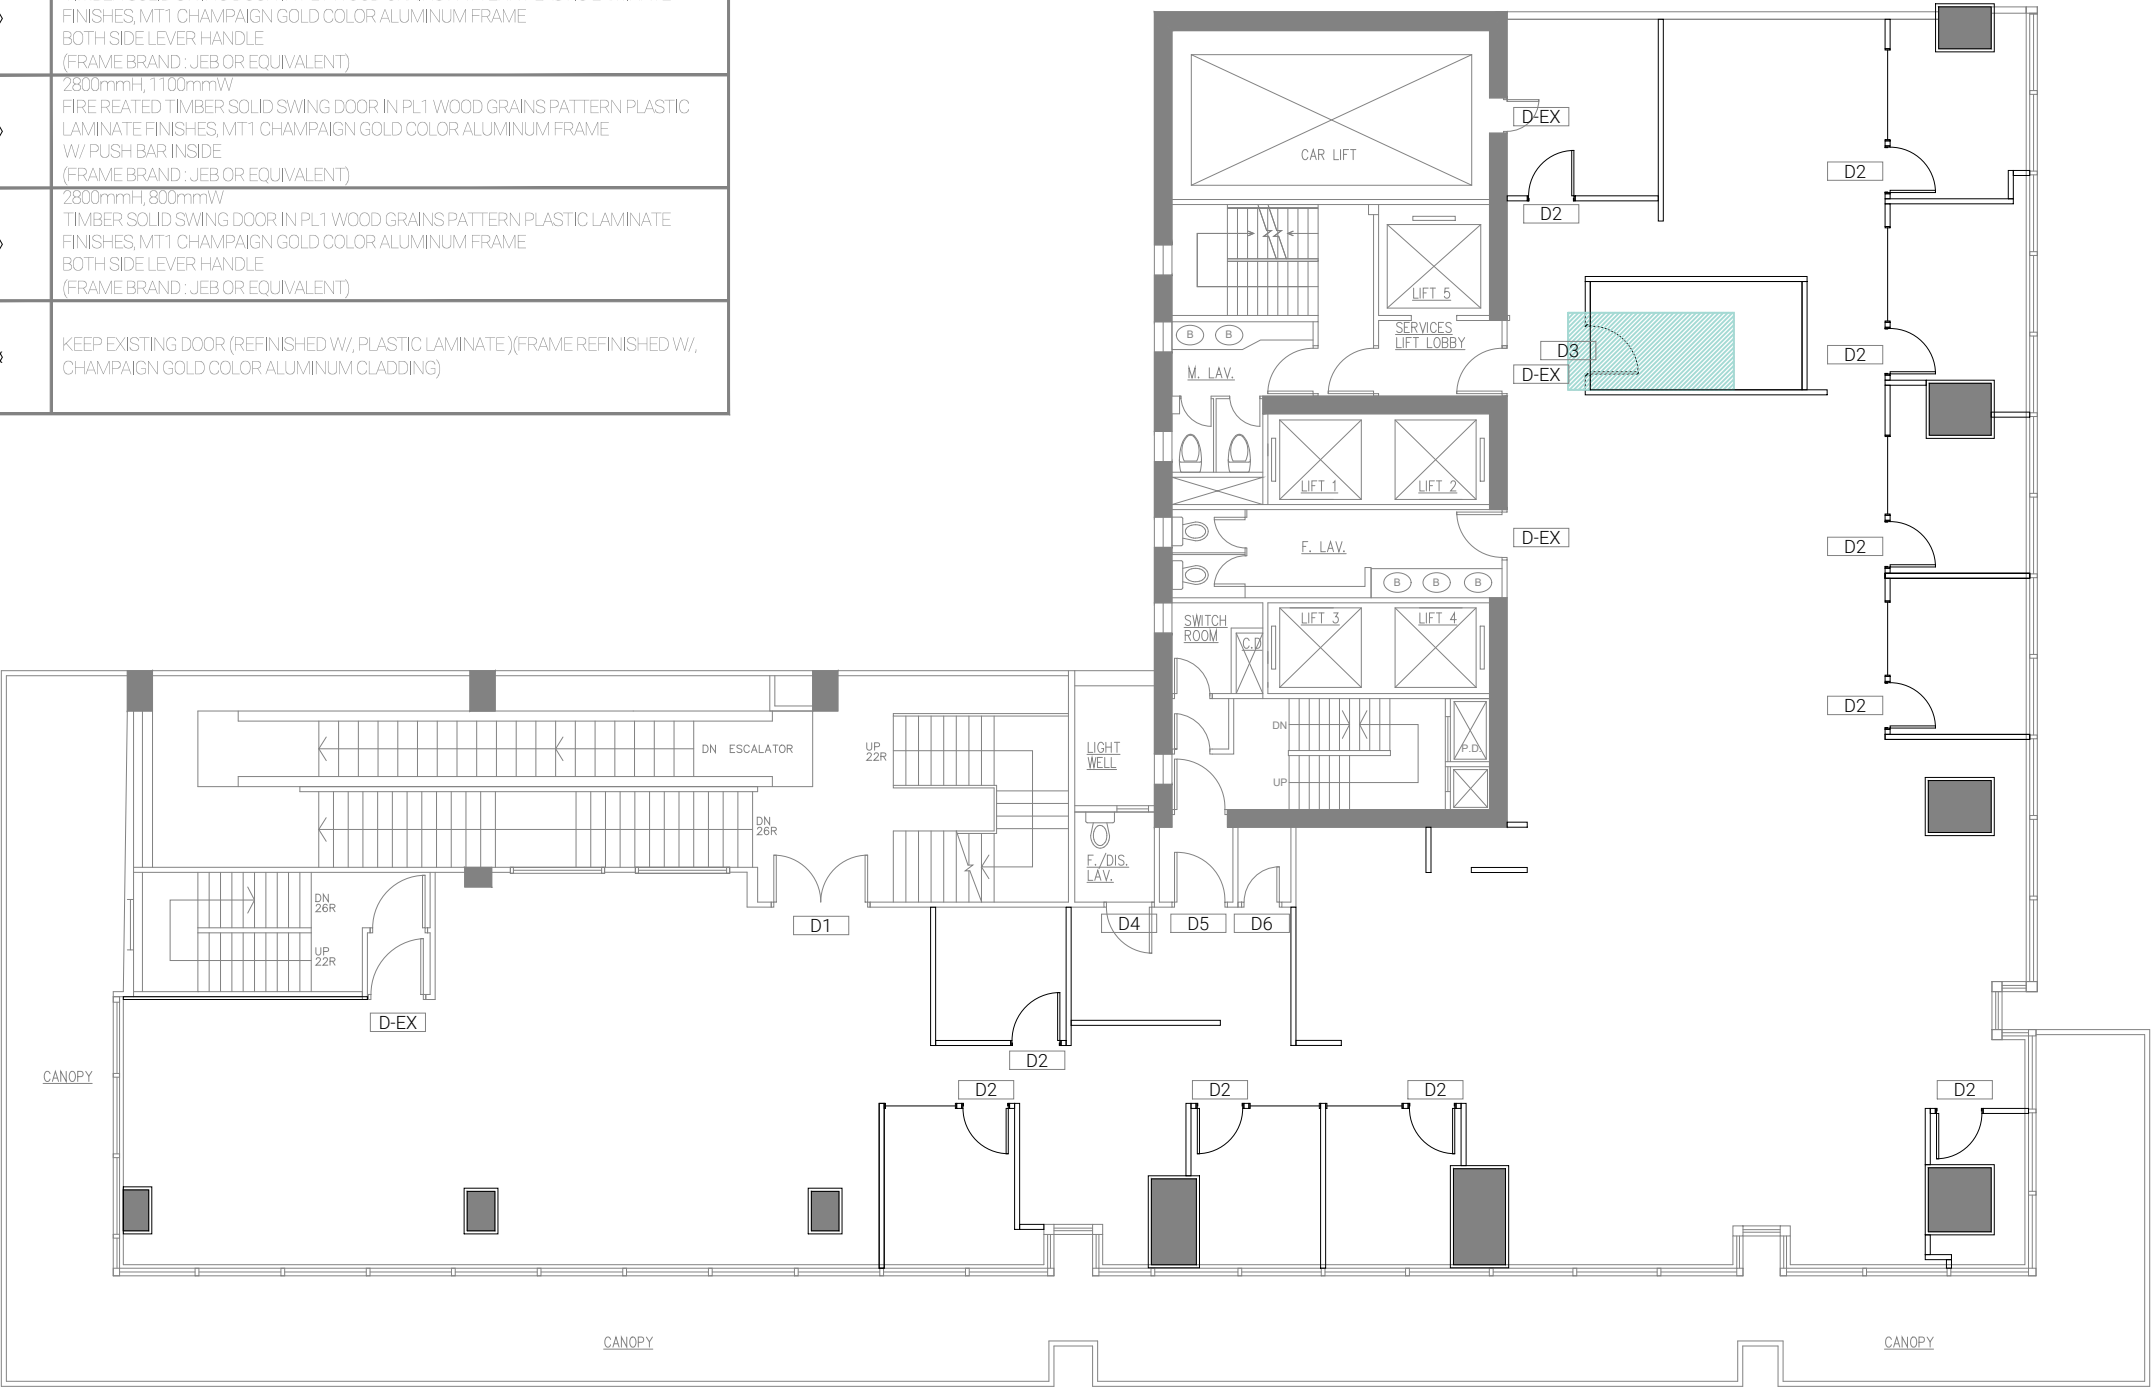 FINISHES, MT1 CHAMPAIGN GOLD COLOR ALUMINUM FRAME
BOTH SIDE LEVER HANDLE
(FRAME BRAND : JEB OR EQUIVALENT)
2800mmH, 1100mmW
FIRE REATED TIMBER SOLID SWING DOOR IN PL1 WOOD GRAINS PATTERN PLASTIC
LAMINATE FINISHES, MT1 CHAMPAIGN GOLD COLOR ALUMINUM FRAME
W/ PUSH BAR INSIDE
(FRAME BRAND : JEB OR EQUIVALENT)
2800mmH, 800mmW
TIMBER SOLID SWING DOOR IN PL1 WOOD GRAINS PATTERN PLASTIC LAMINATE
FINISHES, MT1 CHAMPAIGN GOLD COLOR ALUMINUM FRAME
BOTH SIDE LEVER HANDLE
(FRAME BRAND : JEB OR EQUIVALENT)
KEEP EXISTING DOOR (REFINISHED W/, PLASTIC LAMINATE )(FRAME REFINISHED W/,
CHAMPAIGN GOLD COLOR ALUMINUM CLADDING)
D-EX
CAR LIFT
D2
D2
LIFT 5
SERVICES
LIFT LOBBY
B
B
D3
D2
M. LAV.
D-EX
LIFT 1
LIFT 2
D-EX
F. LAV.
D2
B
B
B
SWITCH
ROOM
C.D
LIFT 3
LIFT 4
D2
DN
P.D.
UP
DN ESCALATOR
UP
22R
LIGHT
WELL
DN
26R
F./DIS.
LAV.
DN
26R
UP
22R
D1
D4
D5
D6
D-EX
D2
CANOPY
D2
D2
D2
D2
CANOPY
CANOPY